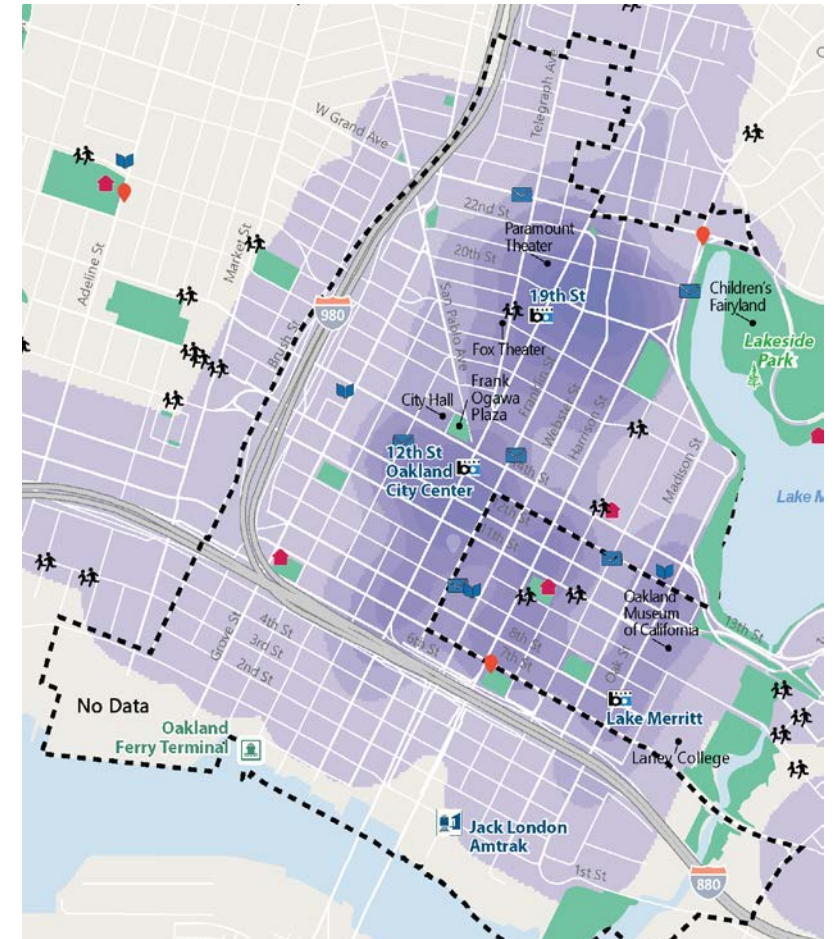 Telegraph Ave
W Grand Ave
22nd St
Paramount
Theater
20th St
Market St
Adeline St
19th St
Children's
Fairyland
980
San Pablo Ave
Brush St
Fox Theater
Lakeside
Park
Frank
Ogawa
Plaza
City Hall
Franklin St
Webster St
Harrison St
12th St
Oakland
City Center
14th St
Madison St
Lake M
12th St
11th St
Oakland
Museum
of California
13th St
Grove St
4th St
3rd St
2nd St
6th St
8th St
7th St
Oak St
No Data
Oakland
Ferry Terminal
Lake Merritt
Laney College
Jack London
Amtrak
1st St
880